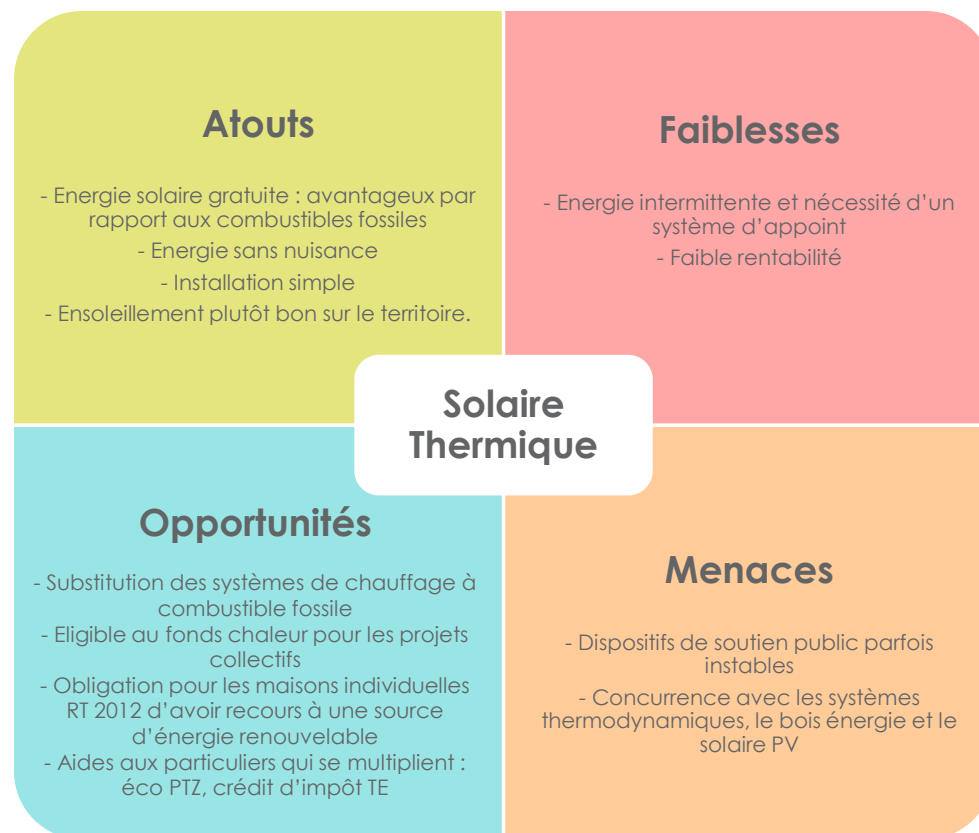 Atouts
- Energie solaire gratuite : avantageux par
rapport aux combustibles fossiles
- Energie sans nuisance
- Installation simple
- Ensoleillement plutôt bon sur le territoire.
Faiblesses
- Energie intermittente et nécessité d'un
système d'appoint
- Faible rentabilité
Solaire
Thermique
Opportunités
- Substitution des systèmes de chauffage à
combustible fossile
- Eligible au fonds chaleur pour les projets
collectifs
- Obligation pour les maisons individuelles
RT 2012 d'avoir recours à une source
d'énergie renouvelable
- Aides aux particuliers qui se multiplient :
éco PTZ, crédit d'impôt TE
Menaces
- Dispositifs de soutien public parfois
instables
- Concurrence avec les systèmes
thermodynamiques, le bois énergie et le
solaire PV